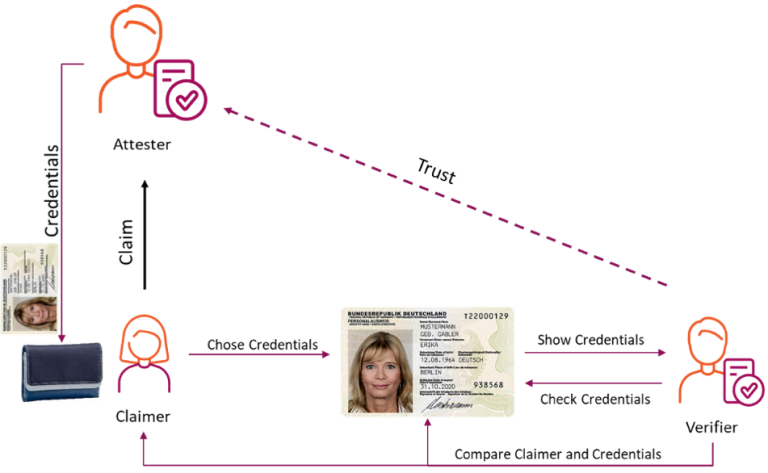 Attester
Credentials
Claim
Trust
Chose Credentials
BUNDESREPUBLIK DEUTSCHLAND
T22000129
PERSONALAUSWEIS
MUSTERMANN
GEB. GABLER
ERIKA
12.08.1964 DEUTSCH
BERLIN
31.10.2020
938568
Mustermann
Show Credentials
Check Credentials
Claimer
Verifier
Compare Claimer and Credentials